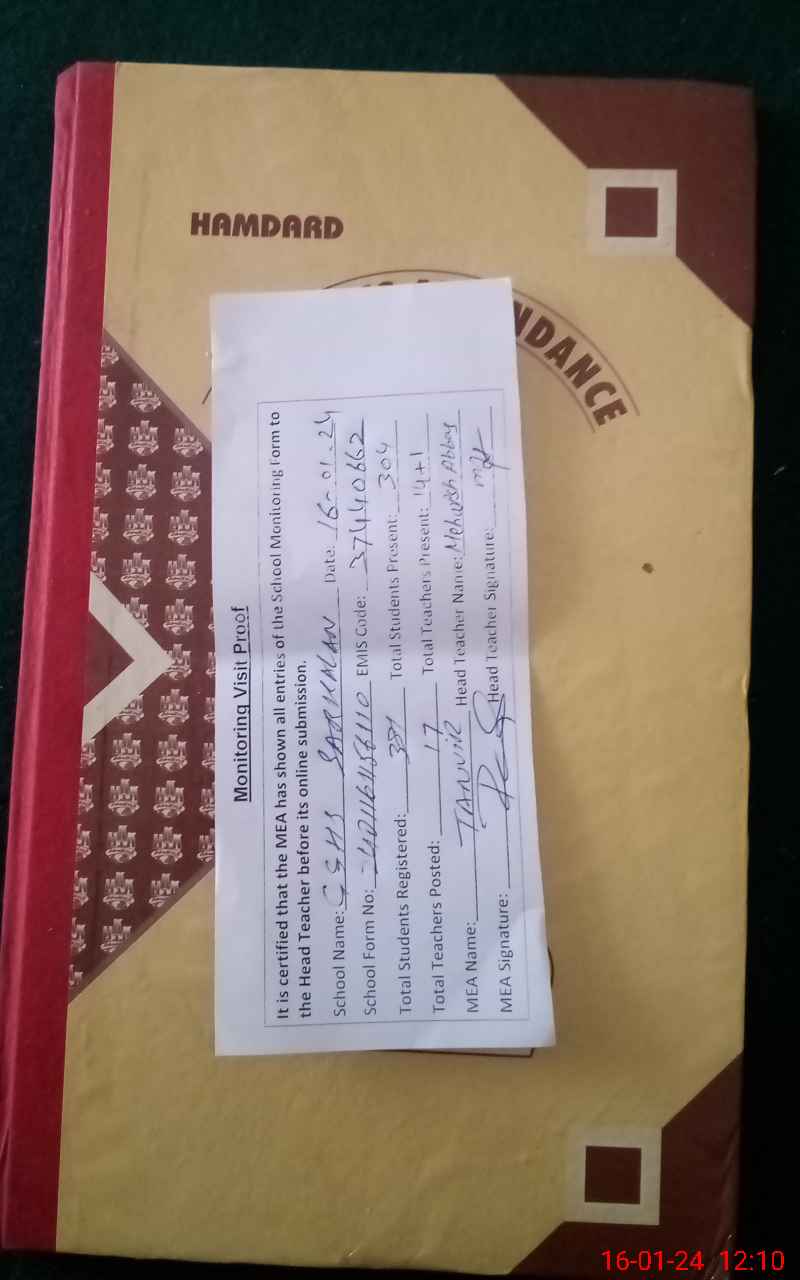 HAMDARD
NDANCE
Monitoring Visit Proof
It is certified that the MEA has shown all entries of the School Monitoring Form to
the Head Teacher before its online submission.
School Name: GGHS SARHALAN Date: 16-01-24
School Form No: EMIS Code: 37440662
Total Students Registered: 381 Total Students Present: 304
Total Teachers Posted: 17 Total Teachers Present: 14+1
MEA Name: TANVIR Head Teacher Name: Mehwish Abbas
MEA Signature: Head Teacher Signature:
16-01-24 12:10